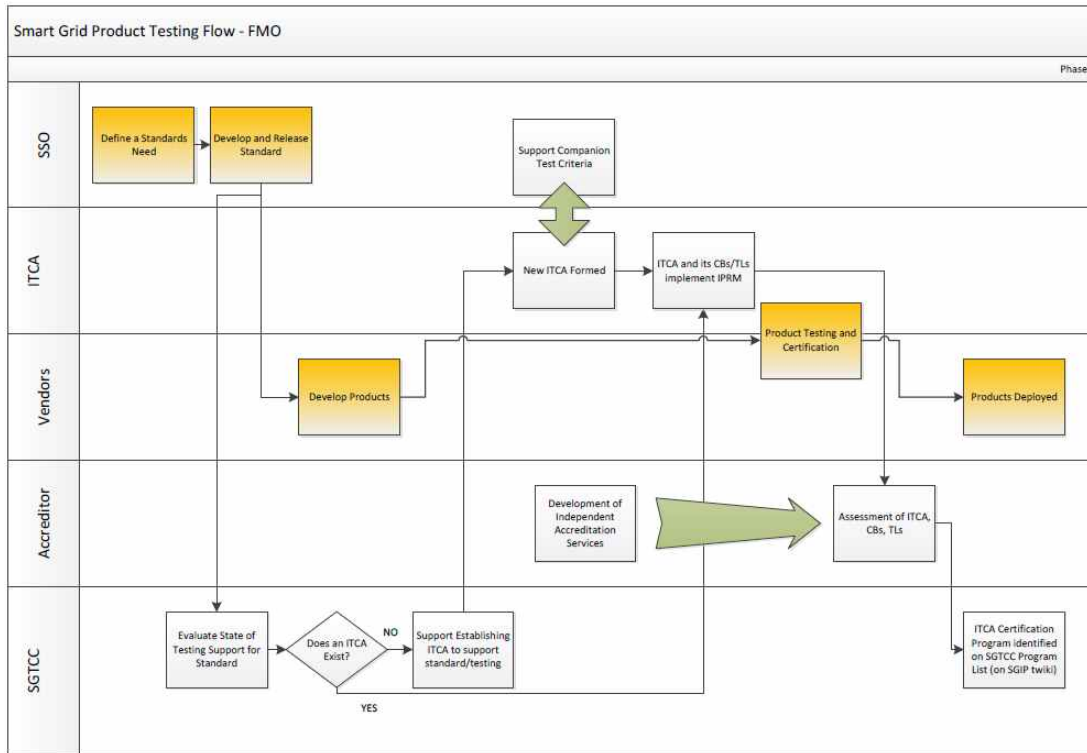 Smart Grid Product Testing Flow - FMO
Phase
SSO
Define a Standards
Need
Develop and Release
Standard
Support Companion
Test Criteria
ITCA
New ITCA Formed
ITCA and its CBs/TLs
implement IPRM
Product Testing and
Certification
Vendors
Develop Products
Products Deployed
Accreditor
Development of
Independent
Accreditation
Services
Assessment of ITCA,
CBs, TLs
SGTCC
Evaluate State of
Testing Support for
Standard
Does an ITCA
Exist?
NO
Support Establishing
ITCA to support
standard/testing
YES
ITCA Certification
Program identified
on SGTCC Program
List (on SGIP twiki)